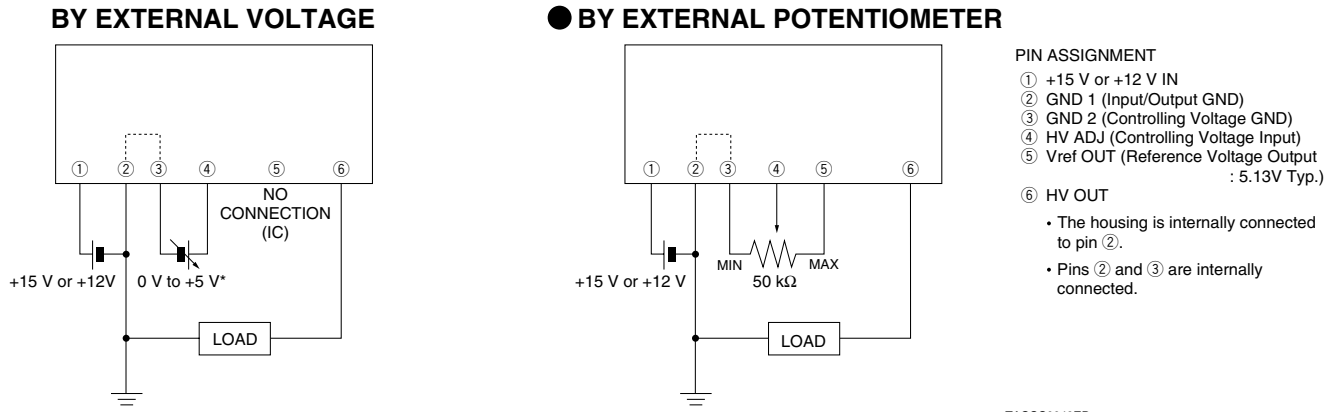 BY EXTERNAL VOLTAGE
① ② ③ ④ ⑤ ⑥
NO
CONNECTION
(IC)
+15 V or +12V
0 V to +5 V*
LOAD
BY EXTERNAL POTENTIOMETER
① ② ③ ④ ⑤ ⑥
MIN
MAX
+15 V or +12 V
50 kΩ
LOAD
PIN ASSIGNMENT
① +15 V or +12 V IN
② GND 1 (Input/Output GND)
③ GND 2 (Controlling Voltage GND)
④ HV ADJ (Controlling Voltage Input)
⑤ Vref OUT (Reference Voltage Output
: 5.13V Typ.)
⑥ HV OUT
• The housing is internally connected
to pin ②.
• Pins ② and ③ are internally
connected.